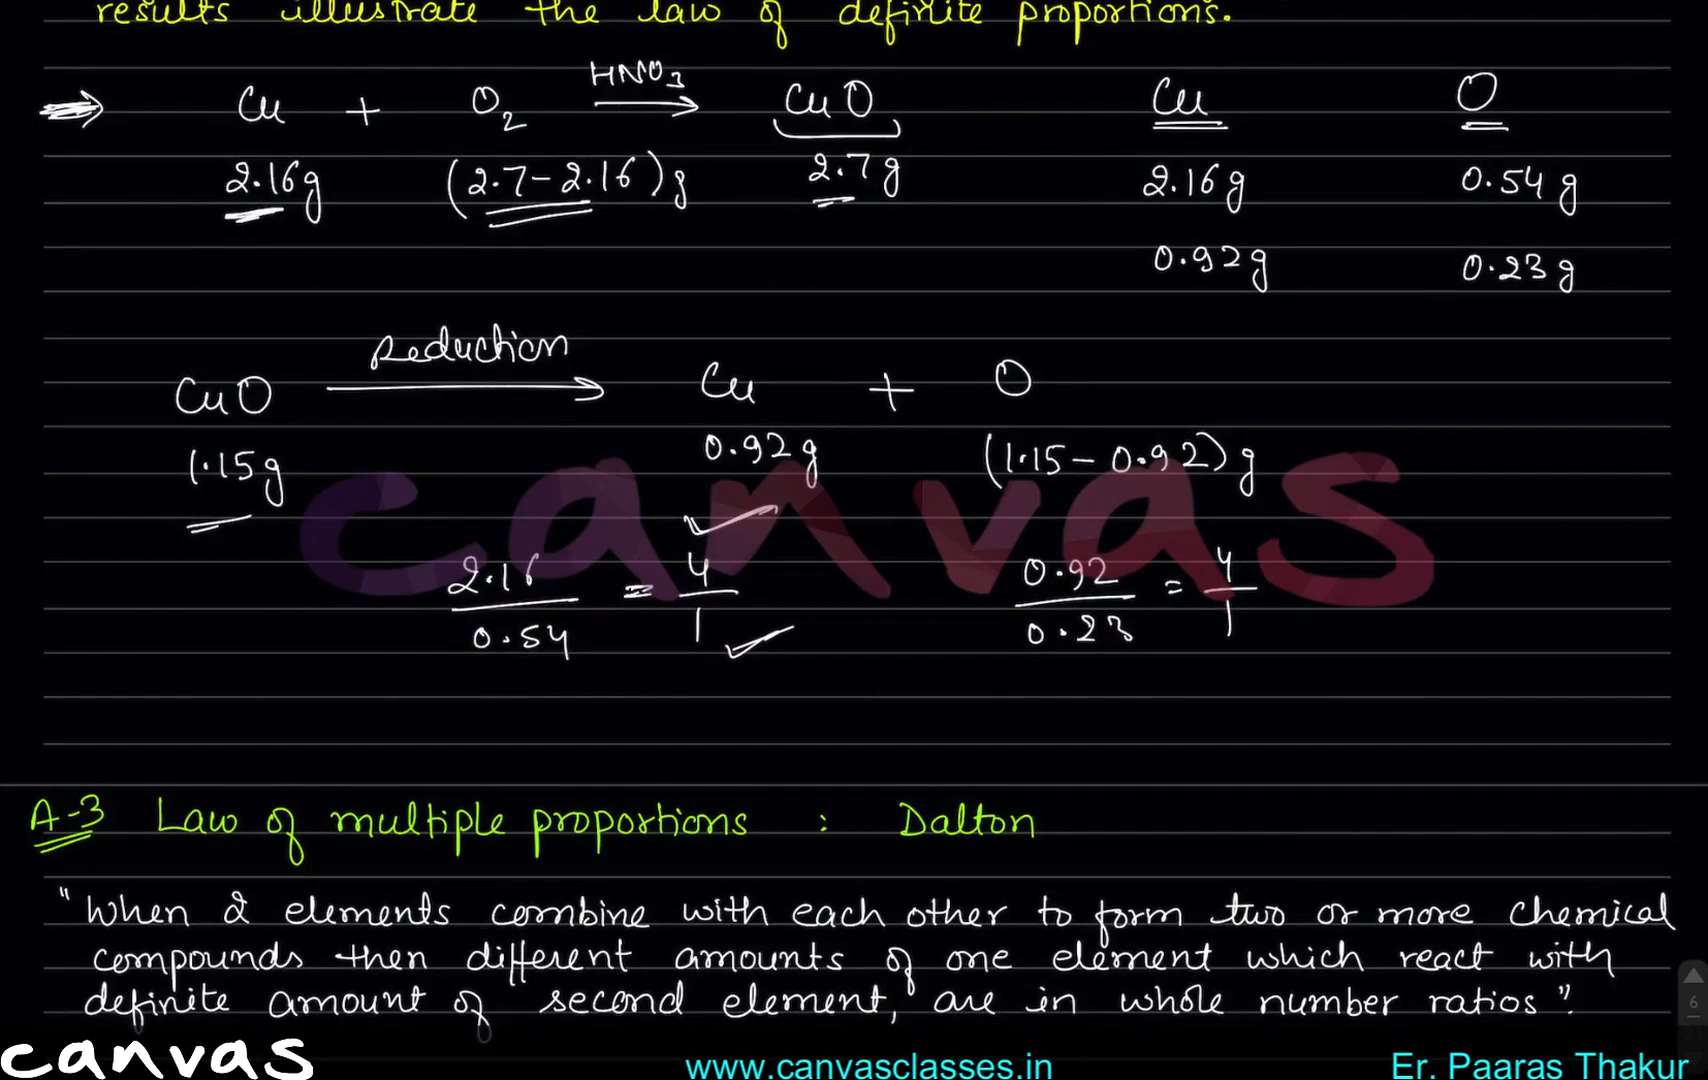 results illustrate the law of definite proportions.
Cu + O₂ HNO₃ → CuO Cu O
2.16g (2.7-2.16)g 2.7g 2.16g 0.54g
0.92g 0.23g
reduction
CuO → Cu + O
1.15g 0.92g (1.15-0.92)g
canvas
2.16/0.54 = 4/1 0.92/0.23 = 4/1
A-3 Law of multiple proportions : Dalton
"When 2 elements combine with each other to form two or more chemical
compounds then different amounts of one element which react with
definite amount of second element, are in whole number ratios"
6
canvas www.canvasclasses.in Er. Paaras Thakur